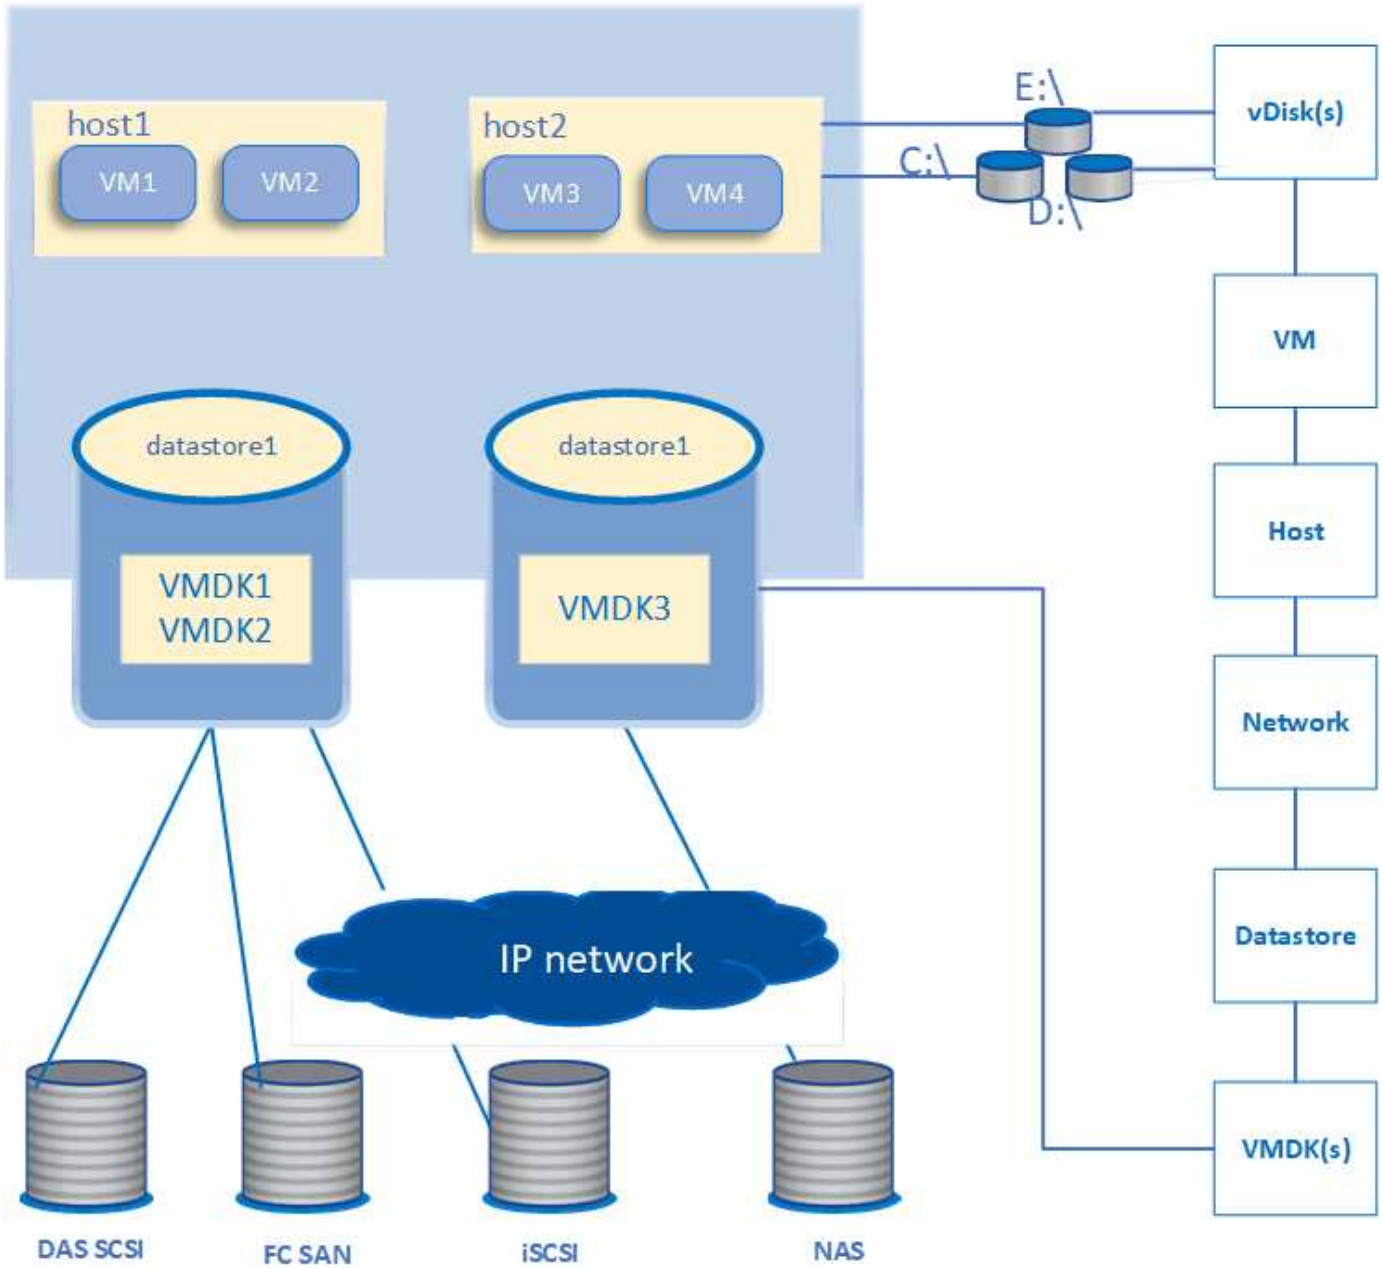 host1
VM1
VM2
host2
VM3
VM4
E:\
C:\
D:\
vDisk(s)
VM
Host
Network
Datastore
VMDK(s)
datastore1
VMDK1
VMDK2
datastore1
VMDK3
IP network
DAS SCSI
FC SAN
iSCSI
NAS